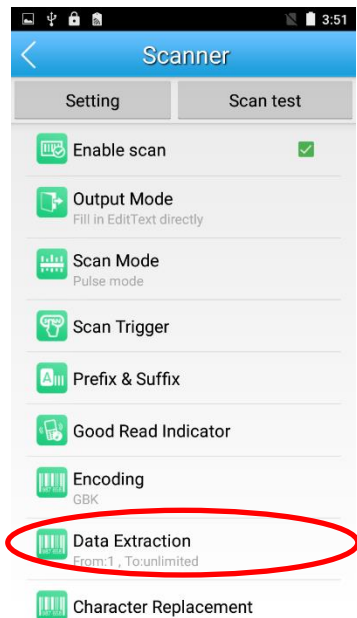 3:51
Scanner
Setting
Scan test
Enable scan
Output Mode
Fill in EditText directly
Scan Mode
Pulse mode
Scan Trigger
Prefix & Suffix
Good Read Indicator
Encoding
GBK
Data Extraction
From:1 , To:unlimited
Character Replacement